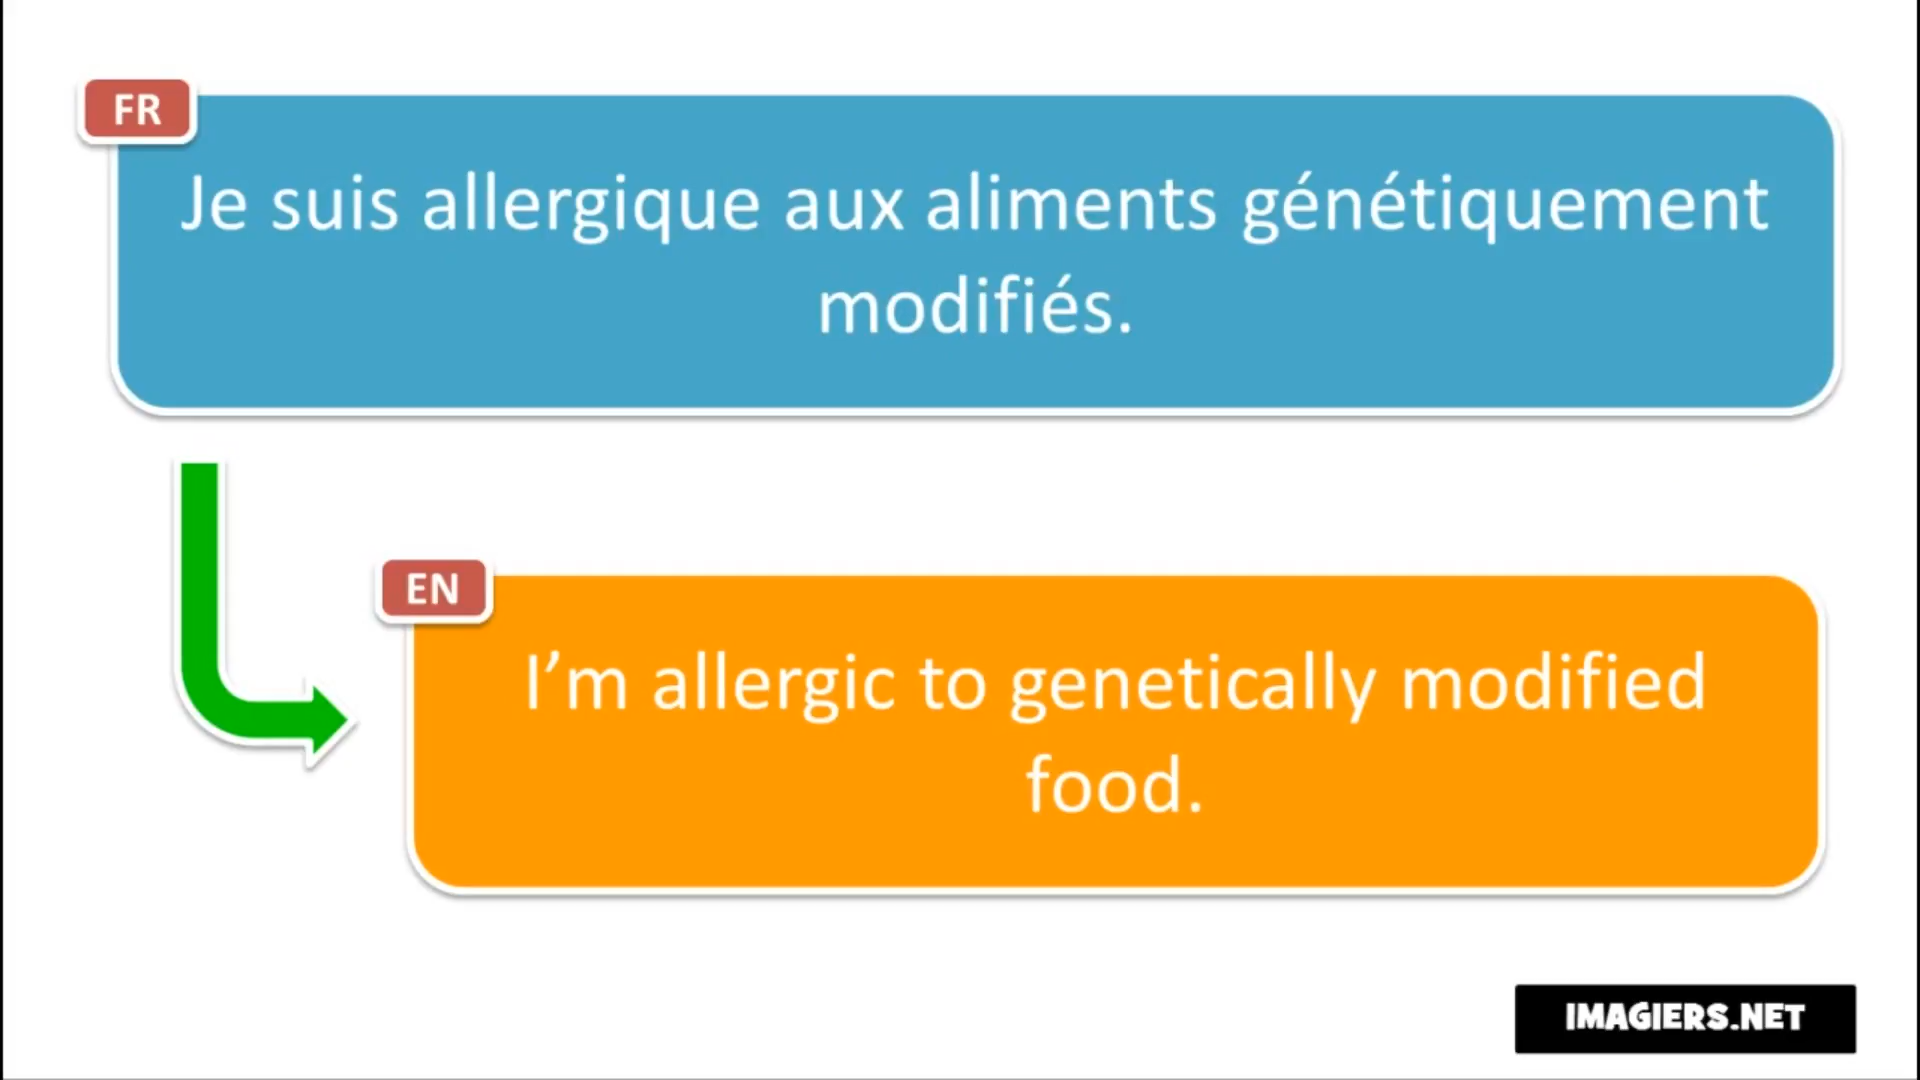 FR
Je suis allergique aux aliments génétiquement
modifiés.
EN
I’m allergic to genetically modified
food.
IMAGIERS.NET